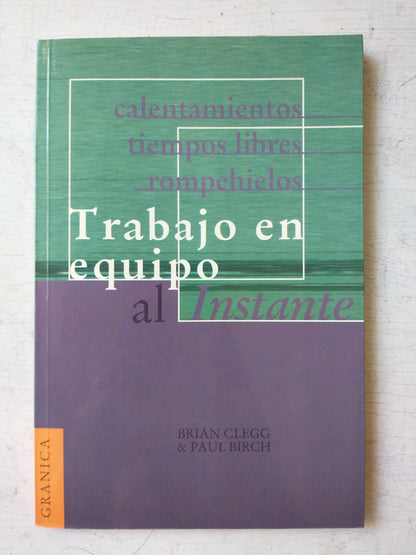 calentamientos
tiempos libres
rompehielos
Trabajo en
equipo
al Instante
BRIAN CLEGG
& PAUL BIRCH
GRANICA